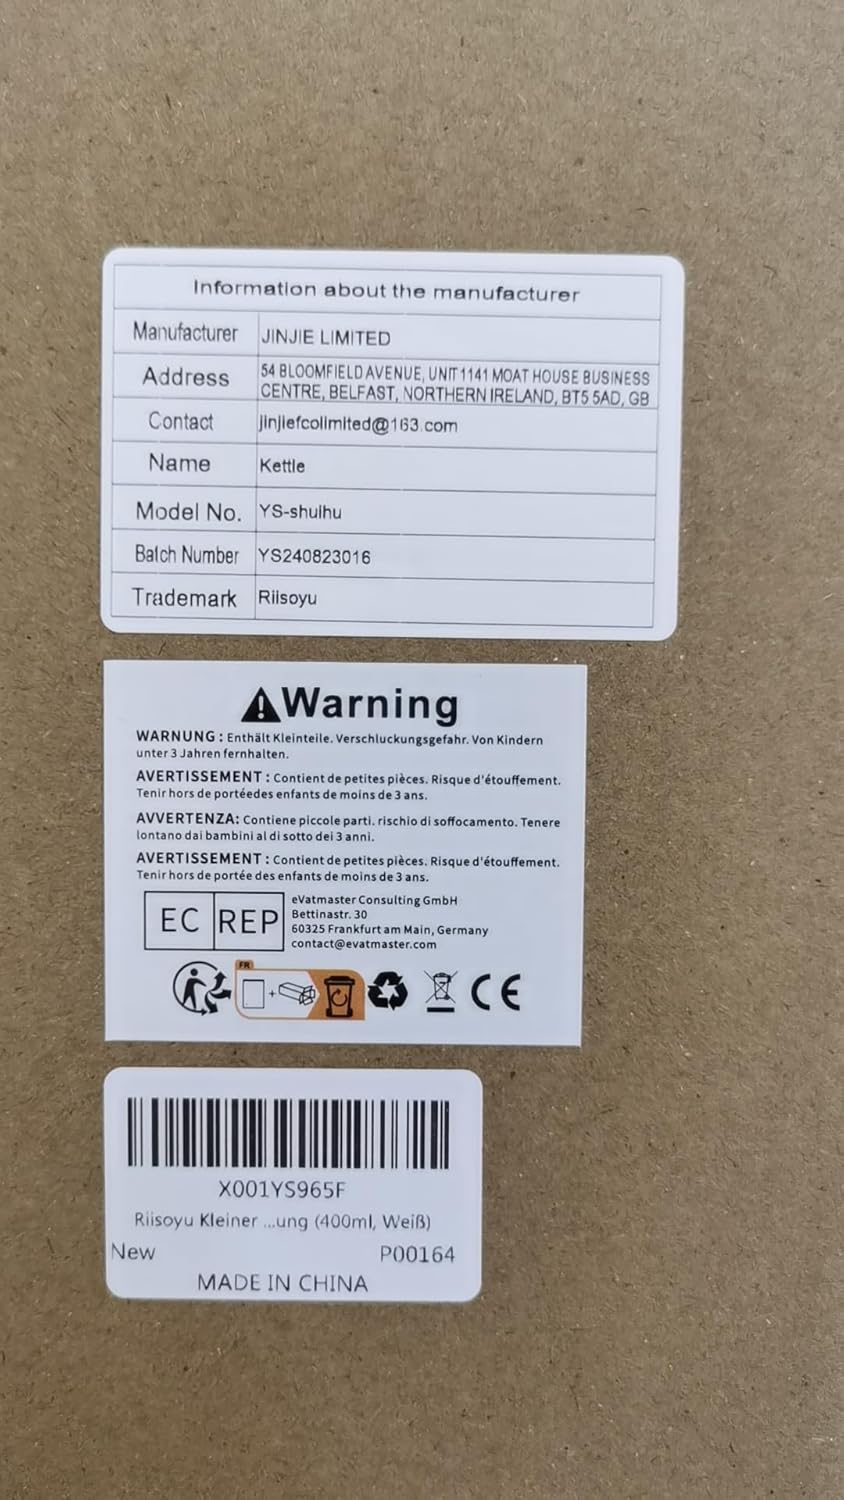 Information about the manufacturer
Manufacturer JINJIE LIMITED
Address 54 BLOOMFIELD AVENUE, UNIT 1141 MOAT HOUSE BUSINESS
CENTRE, BELFAST, NORTHERN IRELAND, BT5 5AD, GB
Contact jinjiefcolimited@163.com
Name Kettle
Model No. YS-shuihu
Batch Number YS240823016
Trademark Riisoyu
Warning
WARNUNG : Enthält Kleinteile. Verschluckungsgefahr. Von Kindern
unter 3 Jahren fernhalten.
AVERTISSEMENT : Contient de petites pièces. Risque d'étouffement.
Tenir hors de portéedes enfants de moins de 3 ans.
AVVERTENZA: Contiene piccole parti. rischio di soffocamento. Tenere
lontano dai bambini al di sotto dei 3 anni.
AVERTISSEMENT : Contient de petites pièces. Risque d'étouffement.
Tenir hors de portée des enfants de moins de 3 ans.
EC REP
eVatmaster Consulting GmbH
Bettinastr. 30
60325 Frankfurt am Main, Germany
contact@evatmaster.com
FR
+
CE
X001YS965F
Riisoyu Kleiner ...ung (400ml, Weiß)
New P00164
MADE IN CHINA